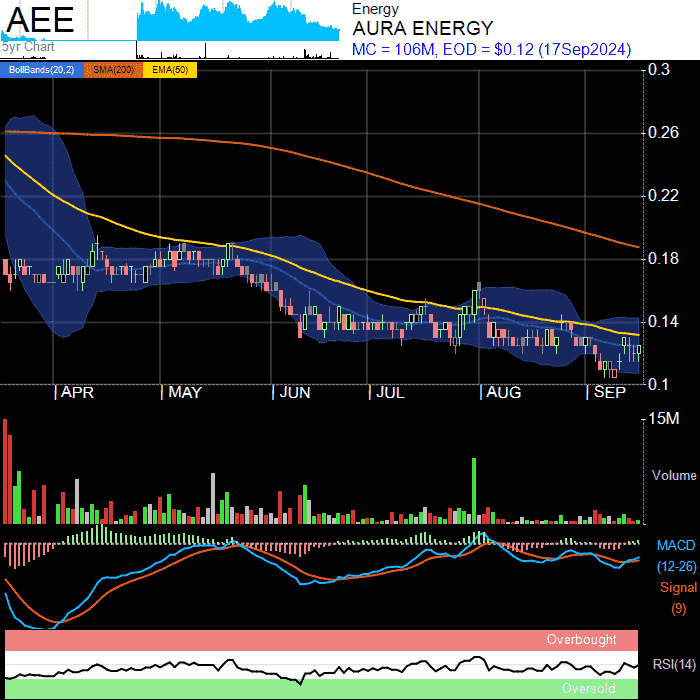 AEE
5yr Chart
Energy
AURA ENERGY
MC = 106M, EOD = $0.12 (17Sep2024)
BollBands(20,2) SMA(200) EMA(50)
0.3
0.26
0.22
0.18
0.14
0.1
APR MAY JUN JUL AUG SEP
15M
Volume
MACD
(12-26)
Signal
(9)
Overbought
RSI(14)
Oversold